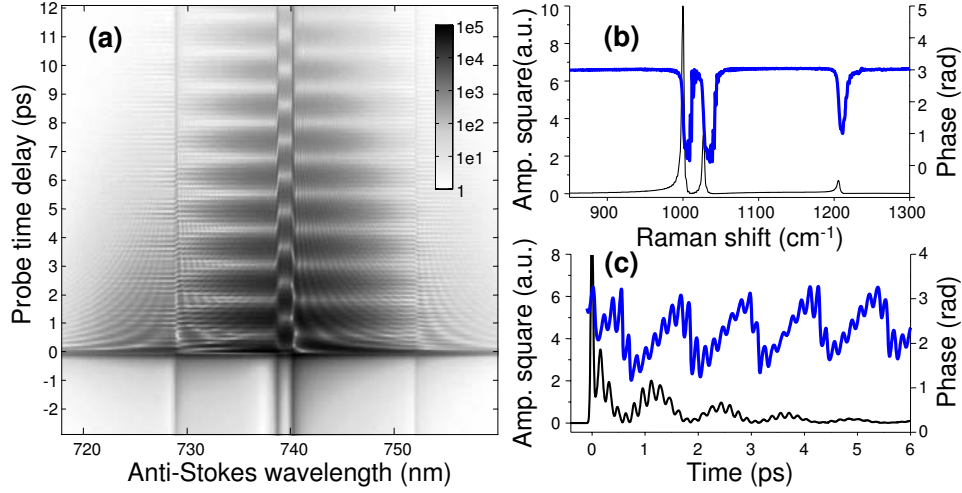 (a)
12
11
10
9
8
7
6
5
4
3
2
1
0
-1
-2
Probe time delay (ps)
1e5
1e4
1e3
1e2
1e1
1
720 730 740 750
Anti-Stokes wavelength (nm)
(b)
Amp. square(a.u.)
10
8
6
4
2
0
5
4
3
2
1
0
Phase (rad)
900 1000 1100 1200 1300
Raman shift (cm-1)
(c)
Amp. square (a.u.)
8
6
4
2
0
4
3
2
1
0
Phase (rad)
0 1 2 3 4 5 6
Time (ps)